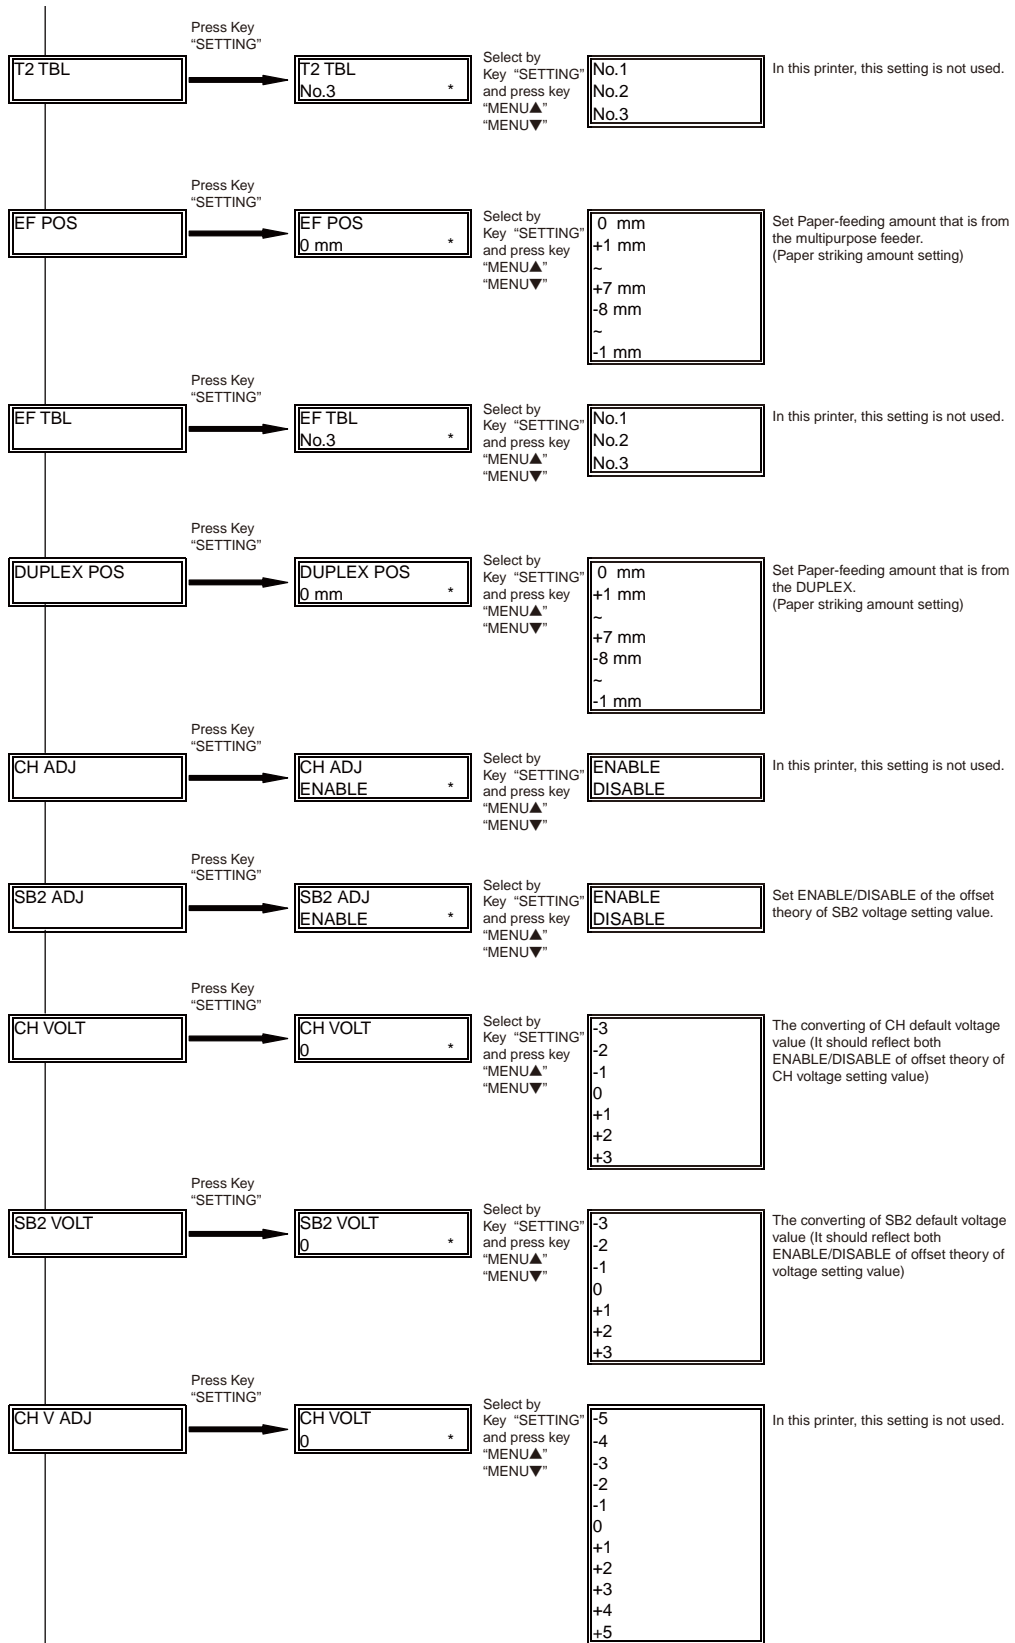 Press Key
“SETTING”
T2 TBL
T2 TBL
No.3 *
Select by
Key “SETTING”
and press key
“MENU▲”
“MENU▼”
No.1
No.2
No.3
In this printer, this setting is not used.
Press Key
“SETTING”
EF POS
EF POS
0 mm *
Select by
Key “SETTING”
and press key
“MENU▲”
“MENU▼”
0 mm
+1 mm
~
+7 mm
-8 mm
~
-1 mm
Set Paper-feeding amount that is from
the multipurpose feeder.
(Paper striking amount setting)
Press Key
“SETTING”
EF TBL
EF TBL
No.3 *
Select by
Key “SETTING”
and press key
“MENU▲”
“MENU▼”
No.1
No.2
No.3
In this printer, this setting is not used.
Press Key
“SETTING”
DUPLEX POS
DUPLEX POS
0 mm *
Select by
Key “SETTING”
and press key
“MENU▲”
“MENU▼”
0 mm
+1 mm
~
+7 mm
-8 mm
~
-1 mm
Set Paper-feeding amount that is from
the DUPLEX.
(Paper striking amount setting)
Press Key
“SETTING”
CH ADJ
CH ADJ
ENABLE *
Select by
Key “SETTING”
and press key
“MENU▲”
“MENU▼”
ENABLE
DISABLE
In this printer, this setting is not used.
Press Key
“SETTING”
SB2 ADJ
SB2 ADJ
ENABLE *
Select by
Key “SETTING”
and press key
“MENU▲”
“MENU▼”
ENABLE
DISABLE
Set ENABLE/DISABLE of the offset
theory of SB2 voltage setting value.
Press Key
“SETTING”
CH VOLT
CH VOLT
0 *
Select by
Key “SETTING”
and press key
“MENU▲”
“MENU▼”
-3
-2
-1
0
+1
+2
+3
The converting of CH default voltage
value (It should reflect both
ENABLE/DISABLE of offset theory of
CH voltage setting value)
Press Key
“SETTING”
SB2 VOLT
SB2 VOLT
0 *
Select by
Key “SETTING”
and press key
“MENU▲”
“MENU▼”
-3
-2
-1
0
+1
+2
+3
The converting of SB2 default voltage
value (It should reflect both
ENABLE/DISABLE of offset theory of
voltage setting value)
Press Key
“SETTING”
CH V ADJ
CH VOLT
0 *
Select by
Key “SETTING”
and press key
“MENU▲”
“MENU▼”
-5
-4
-3
-2
-1
0
+1
+2
+3
+4
+5
In this printer, this setting is not used.